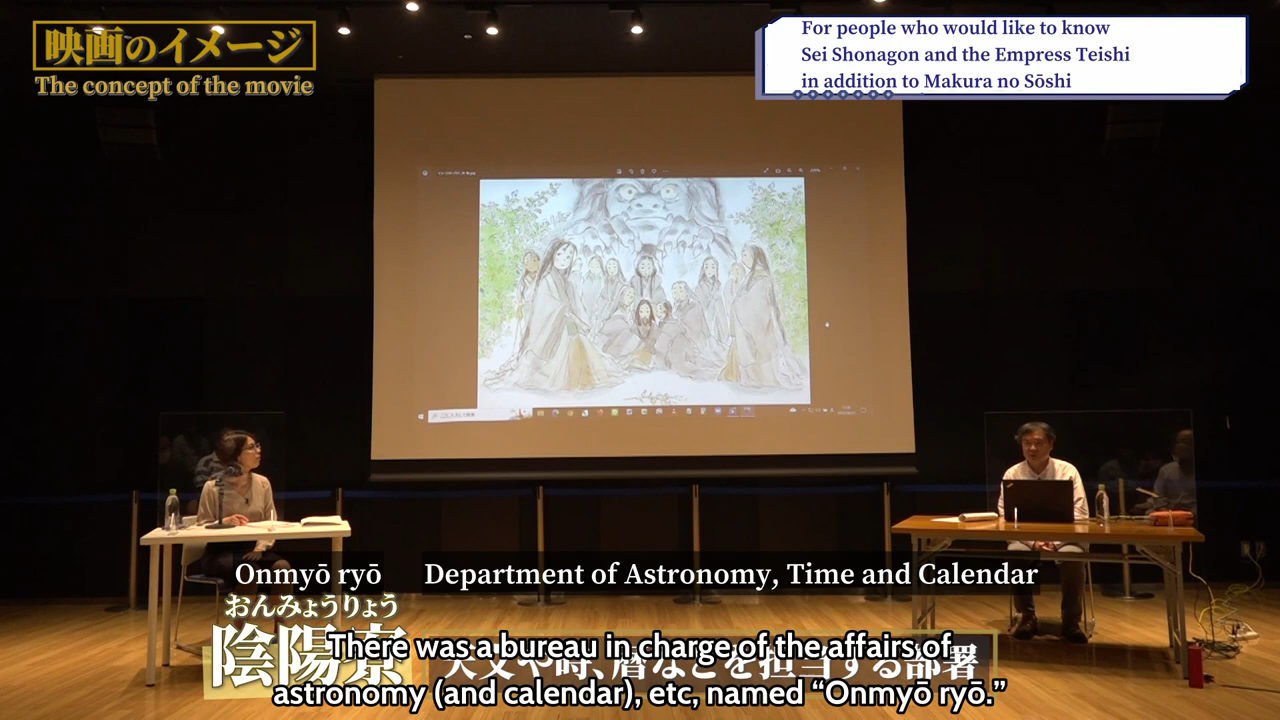 映画のイメージ
The concept of the movie
For people who would like to know
Sei Shonagon and the Empress Teishi
in addition to Makura no Sōshi
Onmyō ryō
Department of Astronomy, Time and Calendar
おんみょうりょう
陰陽寮
天文や時、暦などを担当する部署
There was a bureau in charge of the affairs of
astronomy (and calendar), etc, named “Onmyō ryō.”